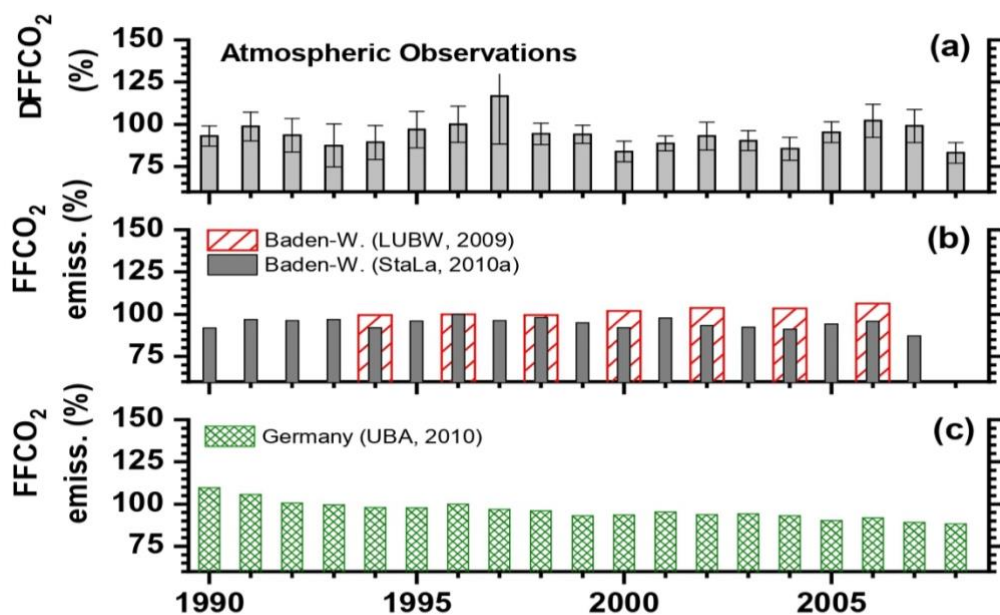 DFFCO2
(%)
150
125
100
75
Atmospheric Observations
(a)
FFCO2
emiss. (%)
150
125
100
75
Baden-W. (LUBW, 2009)
Baden-W. (StaLa, 2010a)
(b)
FFCO2
emiss. (%)
150
125
100
75
Germany (UBA, 2010)
(c)
1990 1995 2000 2005